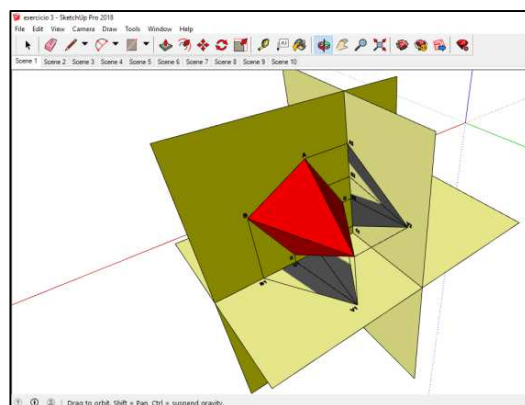 exercicio 3 - SketchUp Pro 2018
File Edit View Camera Draw Tools Window Help
Scene 1 Scene 2 Scene 3 Scene 4 Scene 5 Scene 6 Scene 7 Scene 8 Scene 9 Scene 10
A
Drag to orbit. Shift = Pan, Ctrl = suspend gravity.